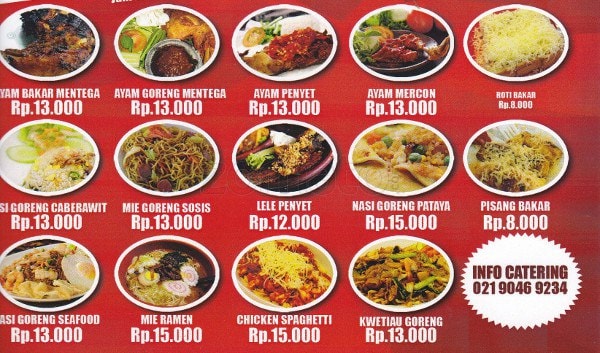 YAM BAKAR MENTEGA
Rp.13.000
AYAM GORENG MENTEGA
Rp.13.000
AYAM PENYET
Rp.13.000
AYAM MERCON
Rp.13.000
ROTI BAKAR
Rp.8.000
SI GORENG CABERAWIT
Rp.13.000
MIE GORENG SOSIS
Rp.13.000
LELE PENYET
Rp.12.000
NASI GORENG PATAYA
Rp.15.000
PISANG BAKAR
Rp.8.000
ASI GORENG SEAFOOD
Rp.13.000
MIE RAMEN
Rp.15.000
CHICKEN SPAGHETTI
Rp.15.000
KWETIAU GORENG
Rp.13.000
INFO CATERING
021 9046 9234